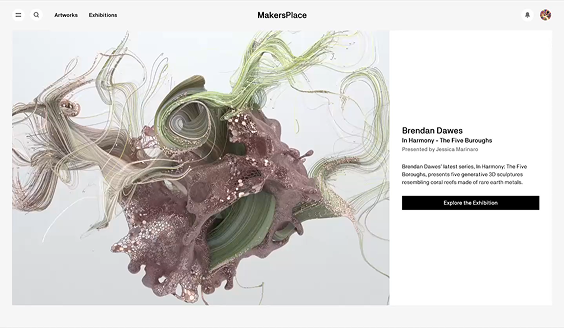 Artworks
Exhibitions
MakersPlace
Brendan Dawes
In Harmony - The Five Boroughs
Presented by Jessica Marinaro
Brendan Dawes' latest series, In Harmony: The Five
Boroughs, presents five generative 3D sculptures
resembling coral reefs made of rare earth metals.
Explore the Exhibition